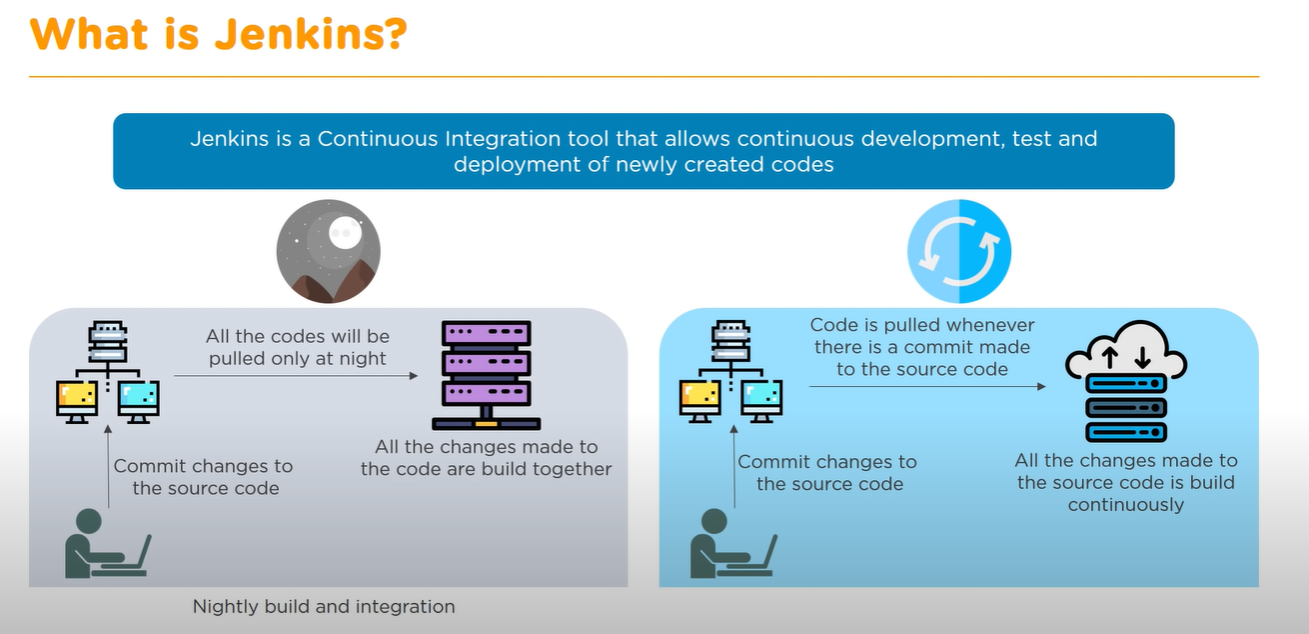 What is Jenkins?
Jenkins is a Continuous Integration tool that allows continuous development, test and
deployment of newly created codes
All the codes will be
pulled only at night
All the changes made to
the code are build together
Commit changes to
the source code
Nightly build and integration
Code is pulled whenever
there is a commit made
to the source code
All the changes made to
the source code is build
continuously
Commit changes to
the source code